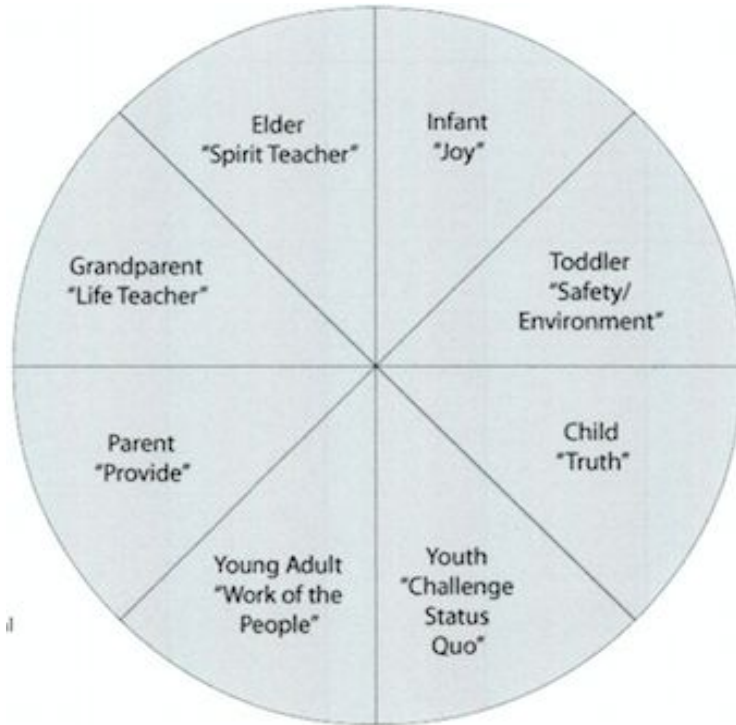 Elder
"Spirit Teacher"
Infant
"Joy"
Toddler
"Safety/
Environment"
Child
"Truth"
Youth
"Challenge
Status
Quo"
Young Adult
"Work of the
People"
Parent
"Provide"
Grandparent
"Life Teacher"